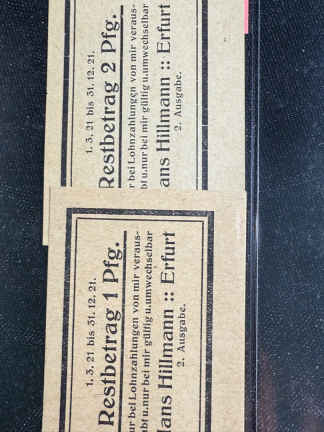 1. 3. 21 bis 31. 12. 21.
Restbetrag 2 Pfg.
r bei Lohnzahlungen von mir veraus-
bt u. nur bei mir gültig u. umwechselbar
ans Hillmann :: Erfurt
2. Ausgabe.
1. 3. 21 bis 31. 12. 21.
Restbetrag 1 Pfg.
ur bei Lohnzahlungen von mir veraus-
bt u. nur bei mir gültig u. umwechselbar
ans Hillmann :: Erfurt
2. Ausgabe.